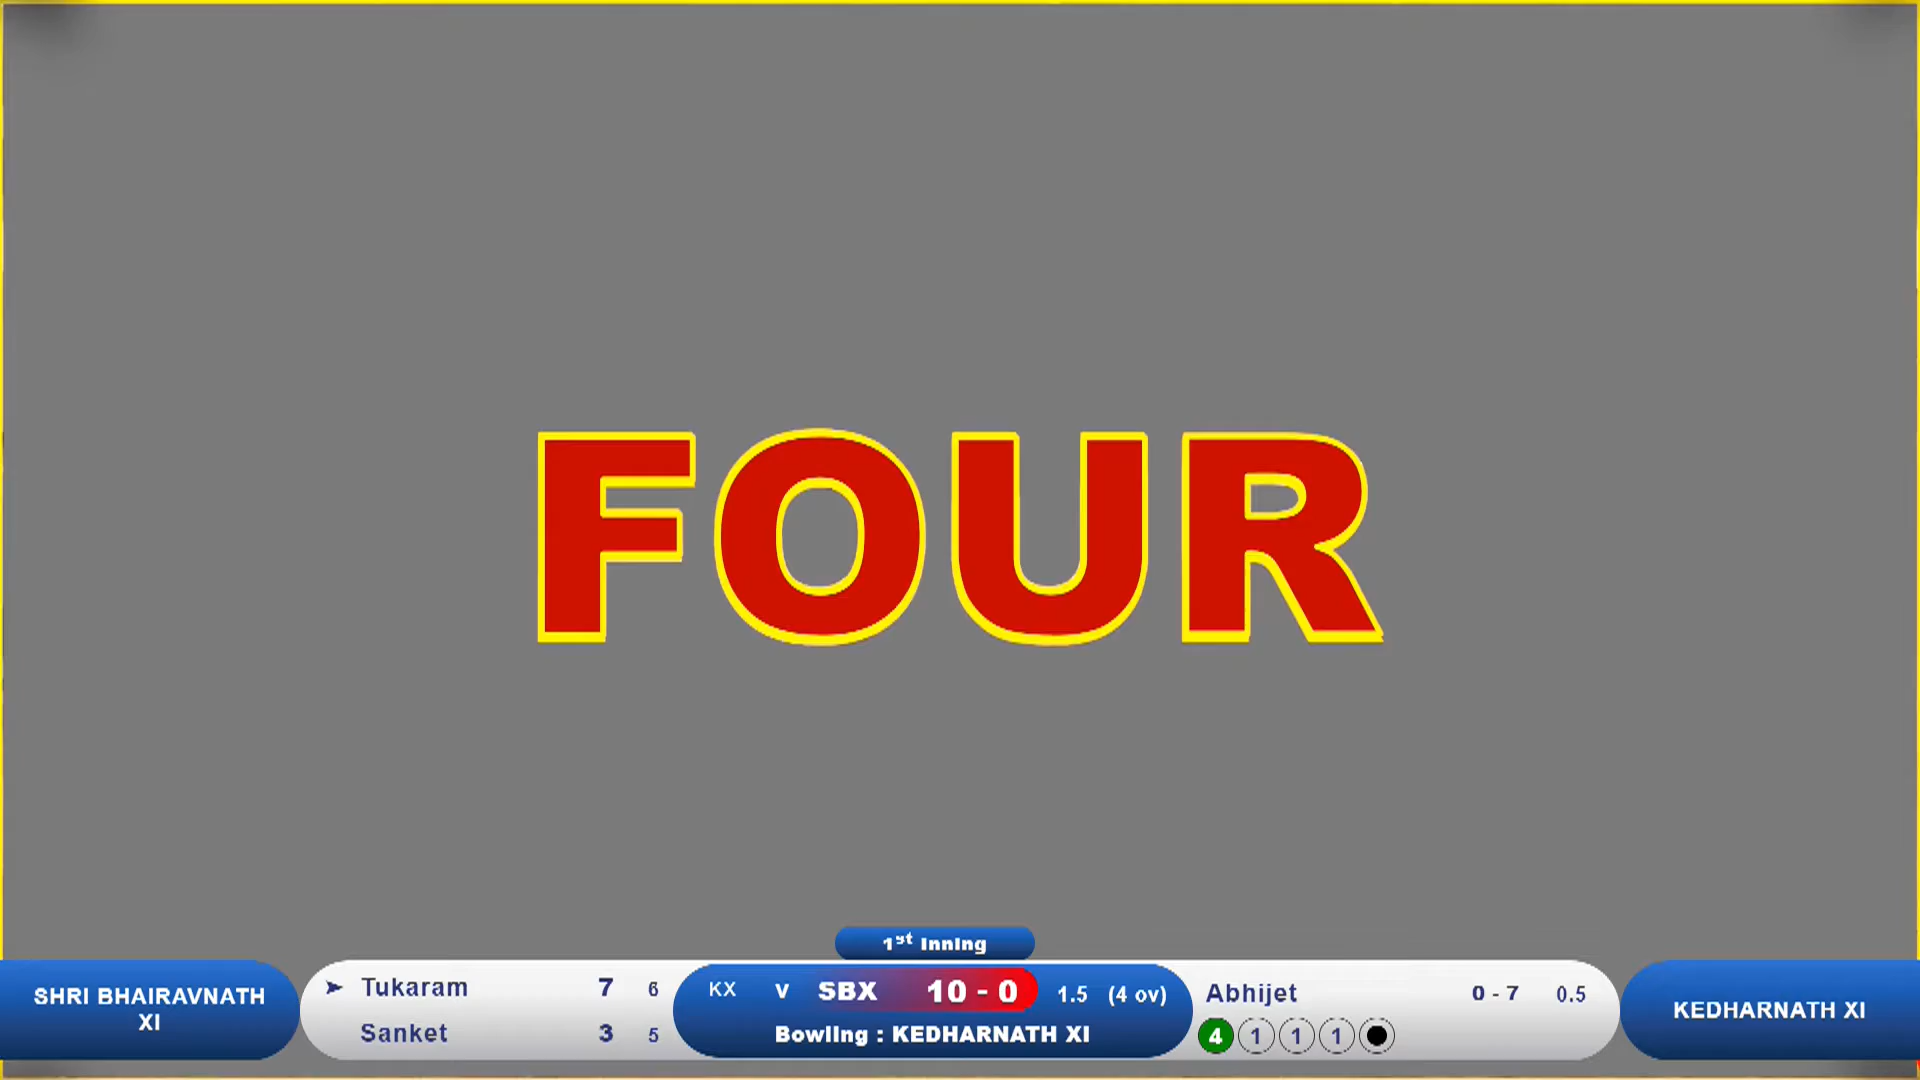 FOUR
1st Inning
SHRI BHAIRAVNATH
XI
Tukaram 7 6
Sanket 3 5
KX v SBX 10 - 0 1.5 (4 ov)
Bowling : KEDHARNATH XI
Abhijet 0 - 7 0.5
4 1 1 1
KEDHARNATH XI